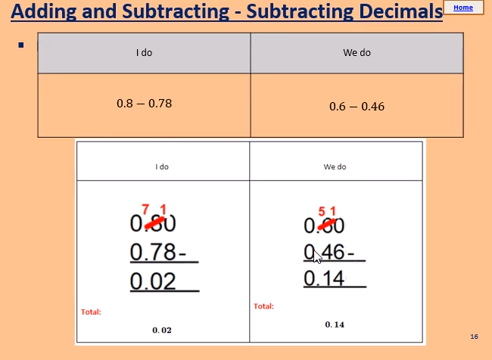 Adding and Subtracting - Subtracting Decimals
Home
I do
We do
0.8 − 0.78
0.6 − 0.46
I do
We do
7 1
0.80
0.78-
0.02
Total:
0.02
5 1
0.60
0.46-
0.14
Total:
0.14
16